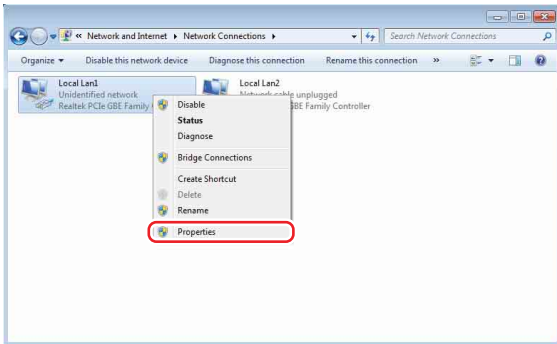 « Network and Internet ▸ Network Connections ▸
Search Network Connections
Organize ▾ Disable this network device Diagnose this connection Rename this connection »
Local Lan1
Unidentified network
Realtek PCIe GBE Family
Local Lan2
Network cable unplugged
GBE Family Controller
Disable
Status
Diagnose
Bridge Connections
Create Shortcut
Delete
Rename
Properties